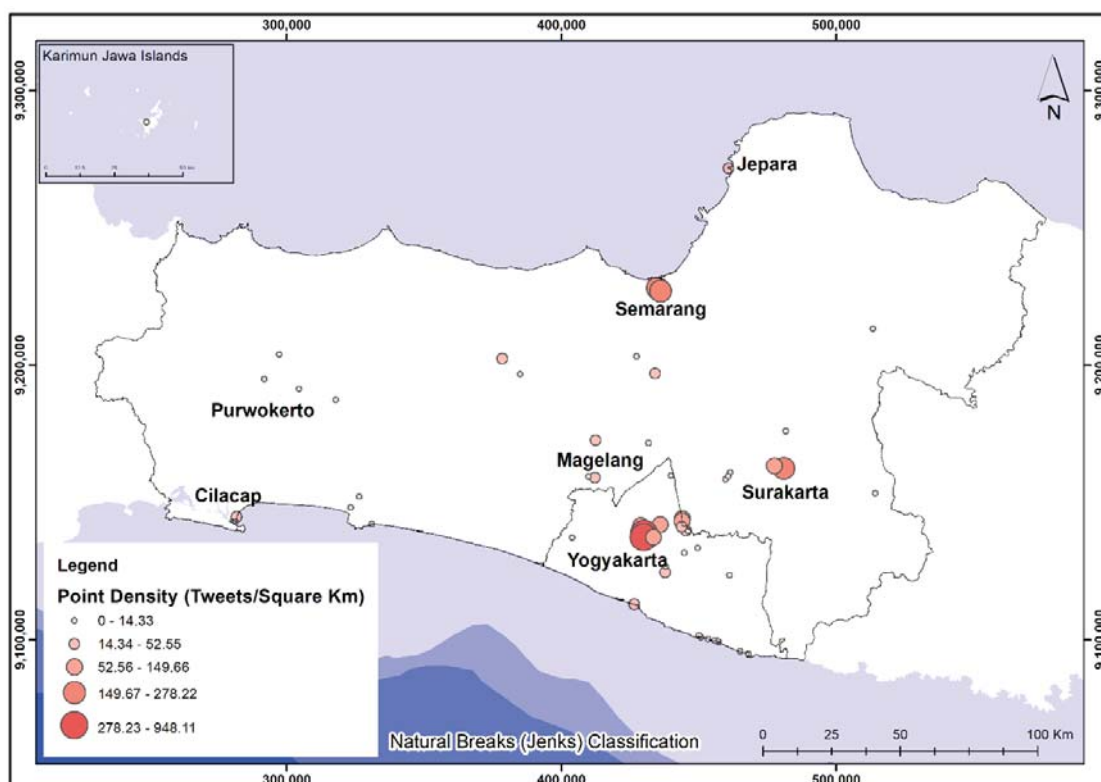 300,000
400,000
500,000
Karimun Jawa Islands
9,300,000
9,300,000
N
0
25
Jepara
Semarang
9,200,000
9,200,000
Purwokerto
Magelang
Surakarta
Cilacap
Yogyakarta
Legend
Point Density (Tweets/Square Km)
0 - 14.33
14.34 - 52.55
52.56 - 149.66
149.67 - 278.22
278.23 - 948.11
9,100,000
9,100,000
Natural Breaks (Jenks) Classification
0 25 50 75 100 Km
300,000
400,000
500,000